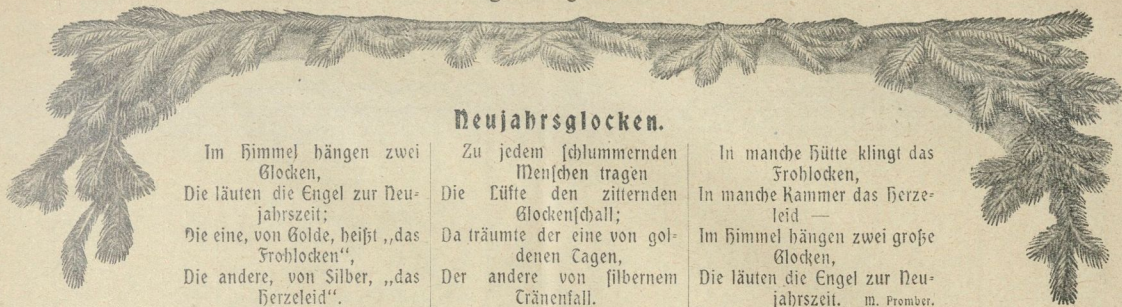 Neujahrsglocken.
Im Himmel hängen zwei
Glocken,
Die läuten die Engel zur Neu-
jahrszeit;
Die eine, von Golde, heißt „das
Frohlocken“,
Die andere, von Silber, „das
Herzeleid“.
Zu jedem schlummernden
Menschen tragen
Die Lüfte den zitternden
Glockenschall;
Da träumte der eine von gol-
denen Tagen,
Der andere von silbernem
Tränenfall.
In manche Hütte klingt das
Frohlocken,
In manche Kammer das Herze-
leid —
Im Himmel hängen zwei große
Glocken,
Die läuten die Engel zur Neu-
jahrszeit. M. Promber.